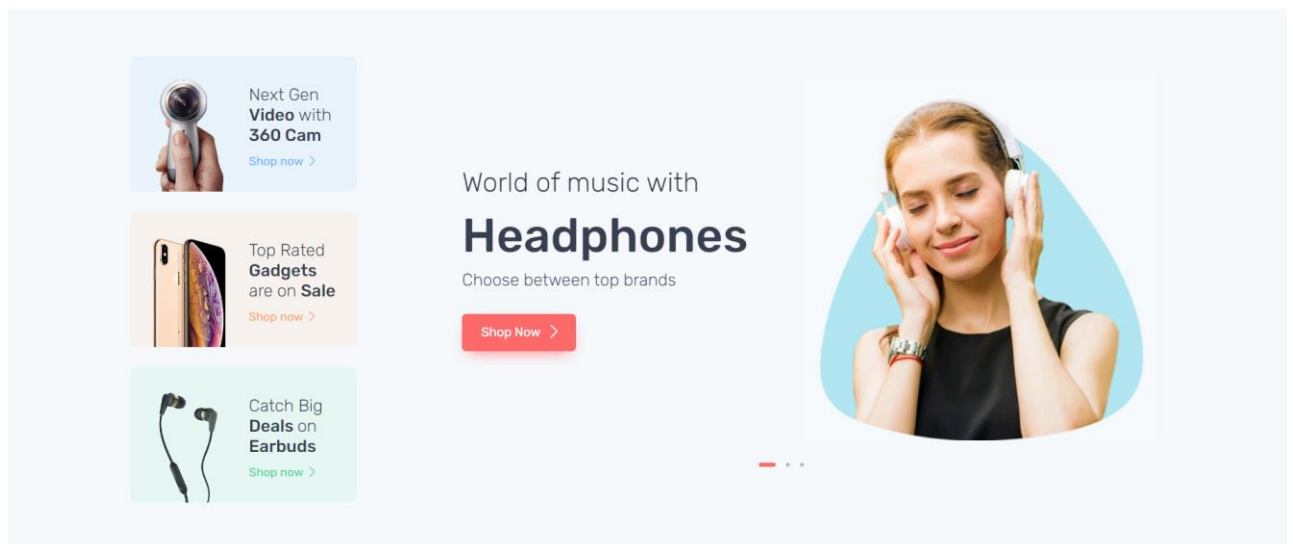 Next Gen
Video with
360 Cam
Shop now
Top Rated
Gadgets
are on Sale
Shop now
Catch Big
Deals on
Earbuds
Shop now
World of music with
Headphones
Choose between top brands
Shop Now